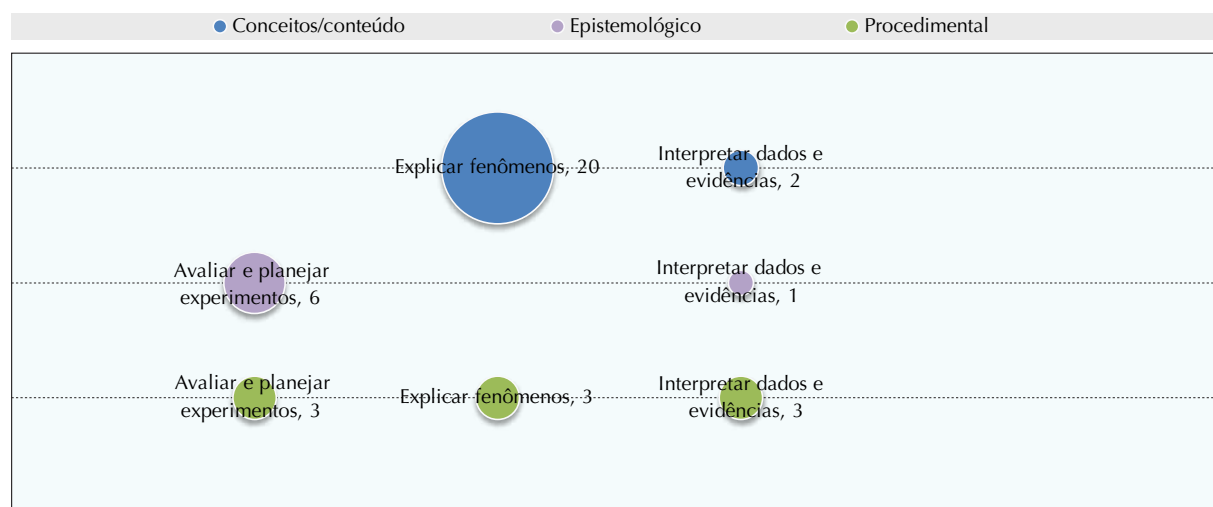 Conceitos/conteúdo Epistemológico Procedimental
Explicar fenômenos, 20
Interpretar dados e
evidências, 2
Avaliar e planejar
experimentos, 6
Interpretar dados e
evidências, 1
Avaliar e planejar
experimentos, 3
Explicar fenômenos, 3
Interpretar dados e
evidências, 3